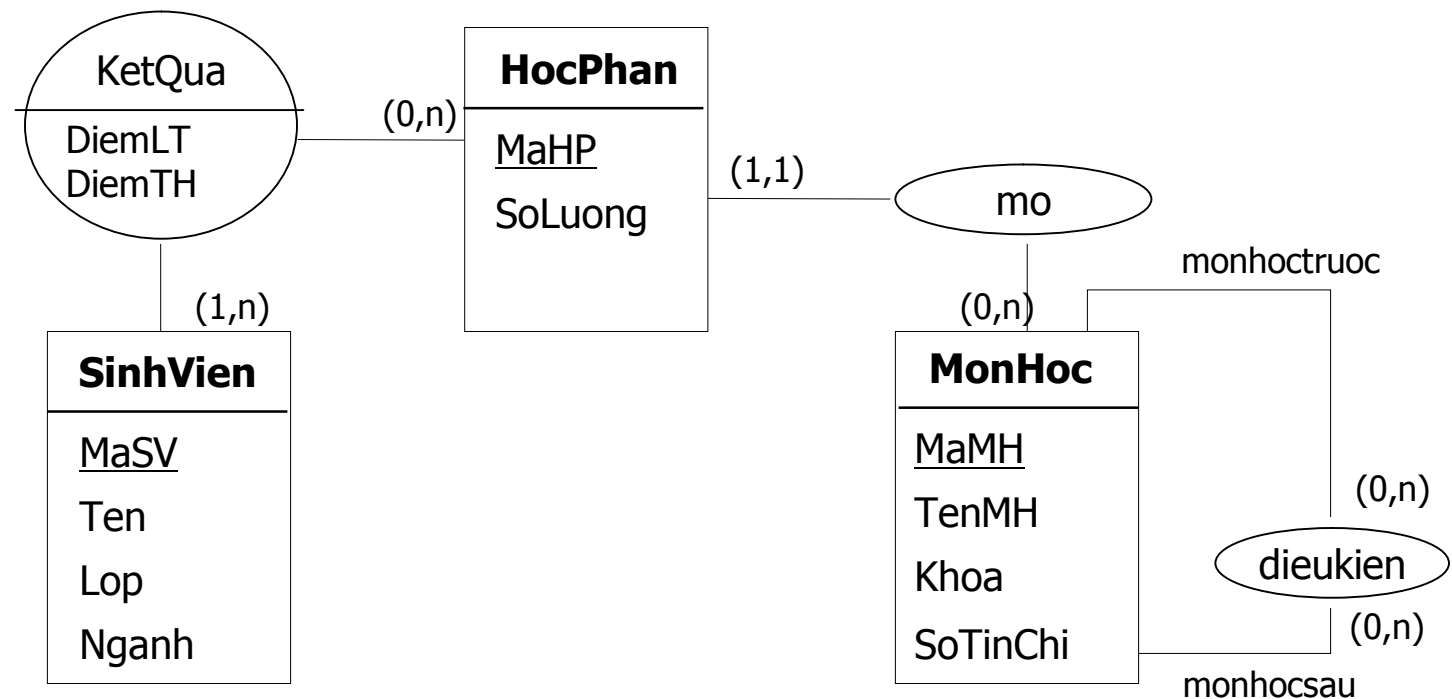 KetQua
DiemLT
DiemTH
(0,n)
HocPhan
MaHP
SoLuong
(1,1)
mo
monhoctruoc
(1,n)
(0,n)
SinhVien
MaSV
Ten
Lop
Nganh
MonHoc
MaMH
TenMH
Khoa
SoTinChi
(0,n)
dieukien
(0,n)
monhocsau